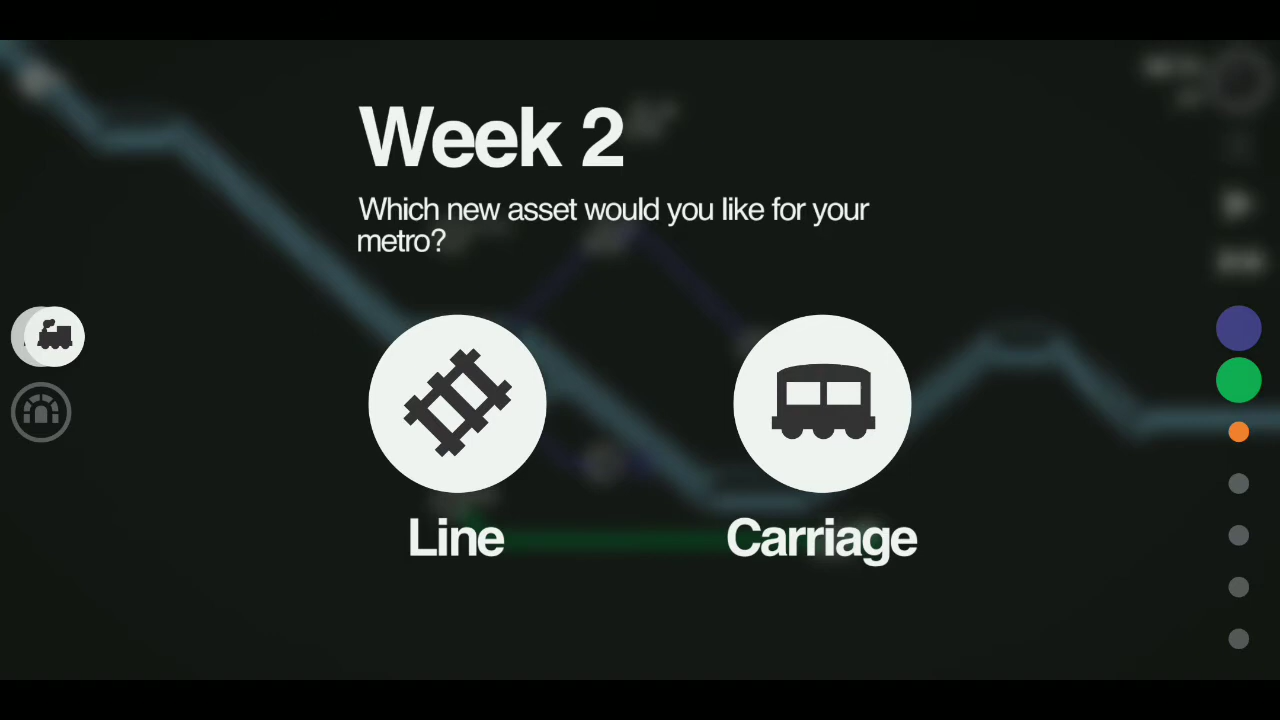 Week 2
Which new asset would you like for your
metro?
Line
Carriage